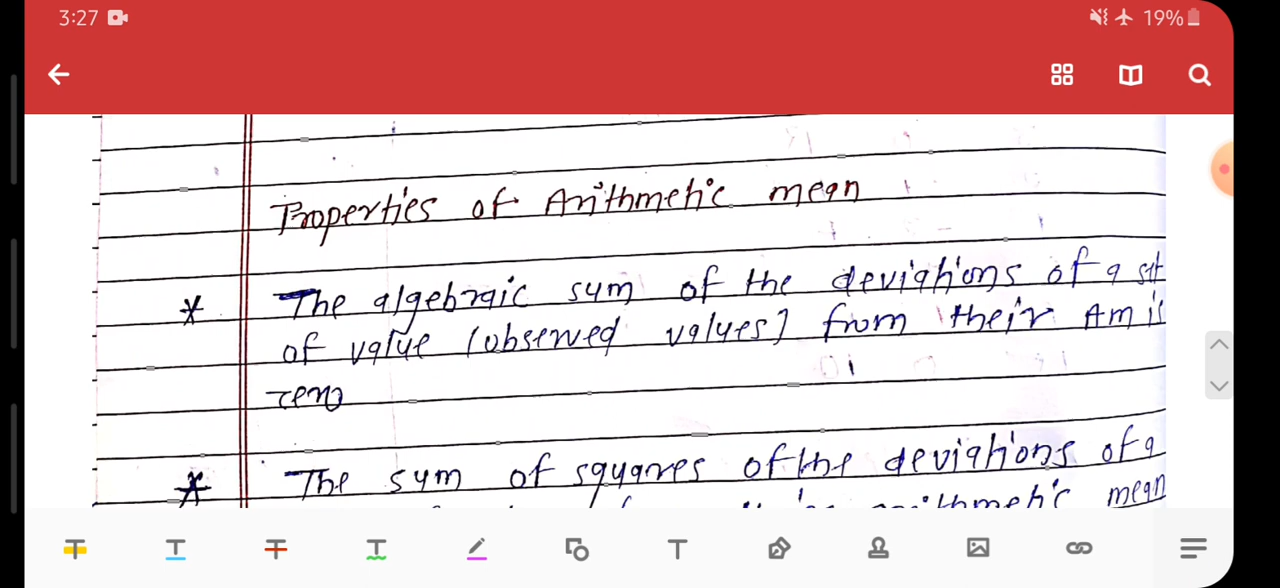 3:27
19%
Properties of Arithmetic mean
* The algebraic sum of the deviations of a set
of value (observed values) from their AM is
zero
* The sum of squares of the deviations of a
arithmetic mean
T T T T T